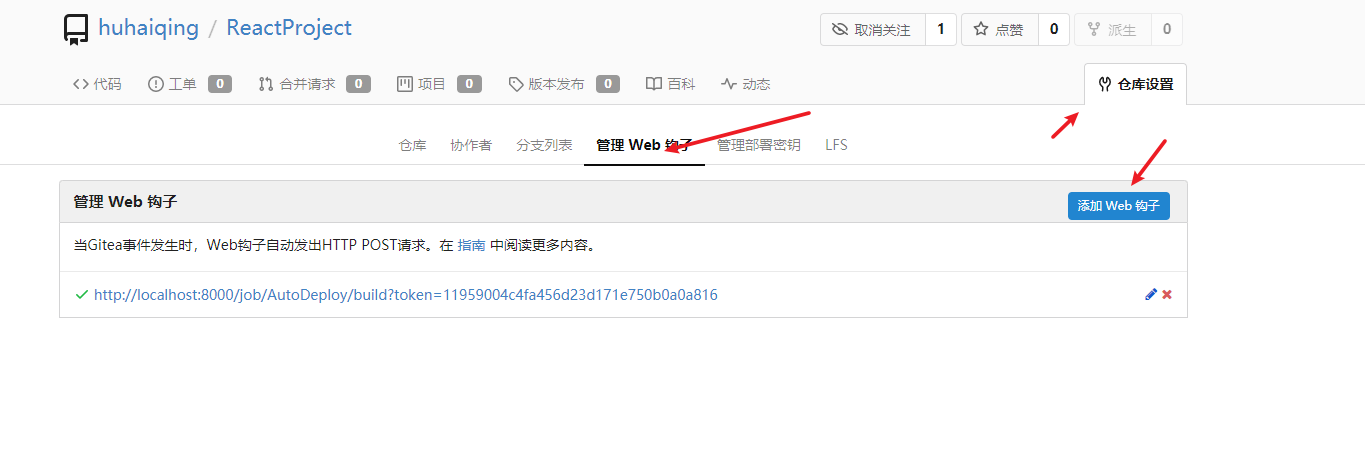 huhaiqing / ReactProject 取消关注 1 点赞 0 派生 0
代码 工单 0 合并请求 0 项目 0 版本发布 0 百科 动态 仓库设置
仓库 协作者 分支列表 管理 Web 钩子 管理部署密钥 LFS
管理 Web 钩子 添加 Web 钩子
当Gitea事件发生时，Web钩子自动发出HTTP POST请求。在 指南 中阅读更多内容。
http://localhost:8000/job/AutoDeploy/build?token=11959004c4fa456d23d171e750b0a0a816